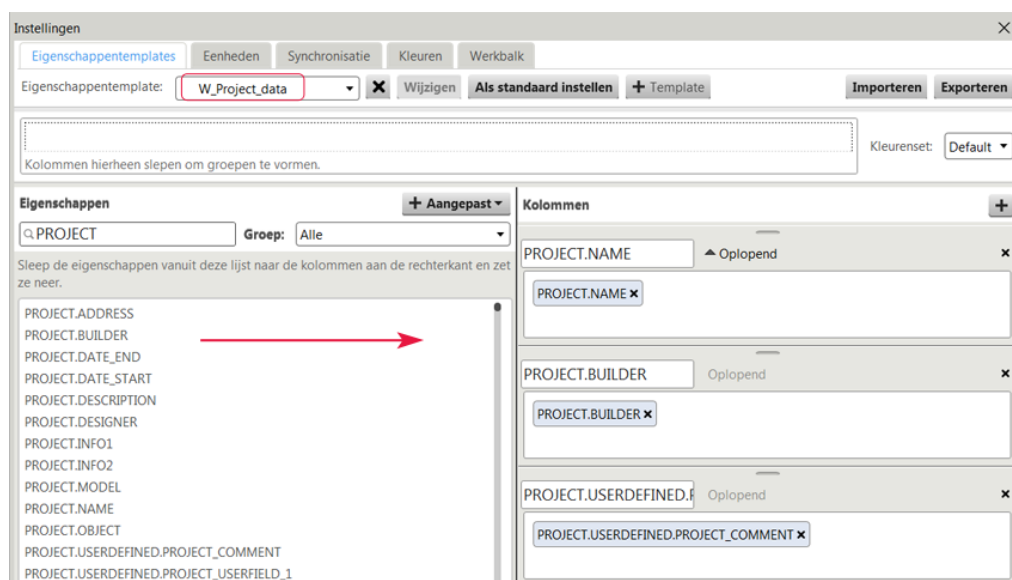 Instellingen
Eigenschappentemplates Eenheden Synchronisatie Kleuren Werkbalk
Eigenschappentemplate: W_Project_data Wijzigen Als standaard instellen + Template Importeren Exporteren
Kolommen hierheen slepen om groepen te vormen.
Kleurenset: Default
Eigenschappen + Aangepast
PROJECT Groep: Alle
Sleep de eigenschappen vanuit deze lijst naar de kolommen aan de rechterkant en zet
ze neer.
PROJECT.ADDRESS
PROJECT.BUILDER
PROJECT.DATE_END
PROJECT.DATE_START
PROJECT.DESCRIPTION
PROJECT.DESIGNER
PROJECT.INFO1
PROJECT.INFO2
PROJECT.MODEL
PROJECT.NAME
PROJECT.OBJECT
PROJECT.USERDEFINED.PROJECT_COMMENT
PROJECT.USERDEFINED.PROJECT_USERFIELD_1
Kolommen +
PROJECT.NAME Oplopend
PROJECT.NAME
PROJECT.BUILDER Oplopend
PROJECT.BUILDER
PROJECT.USERDEFINED.P Oplopend
PROJECT.USERDEFINED.PROJECT_COMMENT